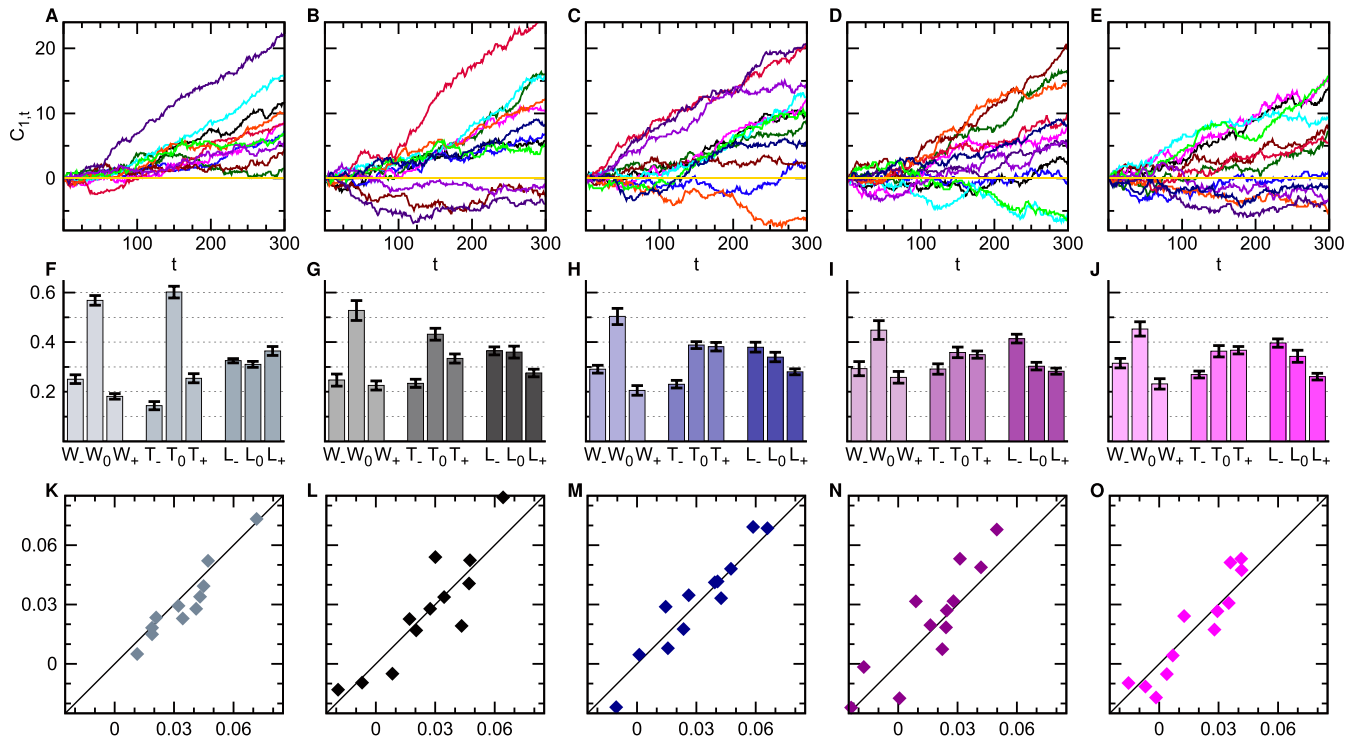 A B C D E
20
10
0
C1,t
100 200 300 100 200 300 100 200 300 100 200 300 100 200 300
t t t t t
F G H I J
0.6
0.4
0.2
W- W0 W+ T- T0 T+ L- L0 L+ W- W0 W+ T- T0 T+ L- L0 L+ W- W0 W+ T- T0 T+ L- L0 L+ W- W0 W+ T- T0 T+ L- L0 L+ W- W0 W+ T- T0 T+ L- L0 L+
K L M N O
0.06
0.03
0
0 0.03 0.06 0 0.03 0.06 0 0.03 0.06 0 0.03 0.06 0 0.03 0.06